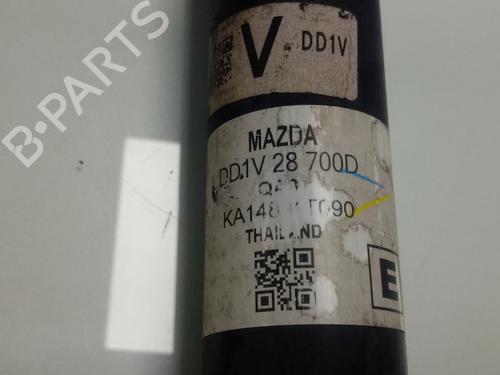 V DD1V
MAZDA
DD1V 28 700D
THAILAND
E
B-PARTS